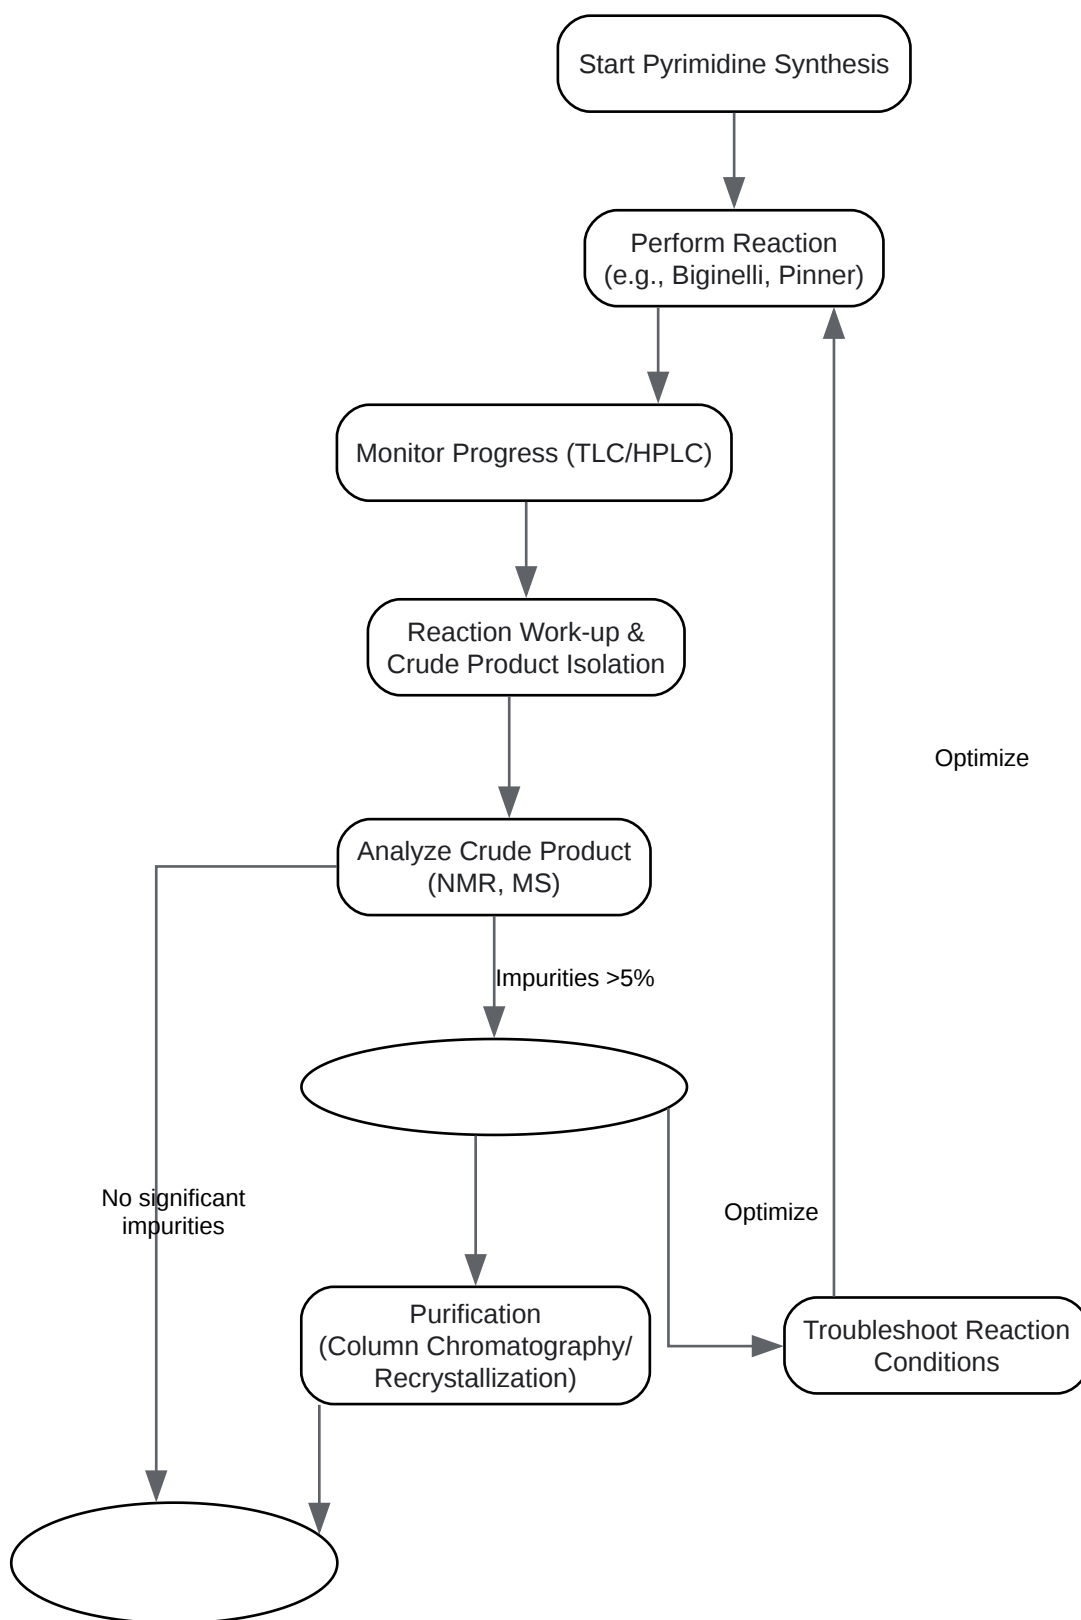 Start Pyrimidine Synthesis
Perform Reaction
(e.g., Biginelli, Pinner)
Monitor Progress (TLC/HPLC)
Reaction Work-up &
Crude Product Isolation
Optimize
Analyze Crude Product
(NMR, MS)
Impurities >5%
No significant
impurities
Optimize
Purification
(Column Chromatography/
Recrystallization)
Troubleshoot Reaction
Conditions